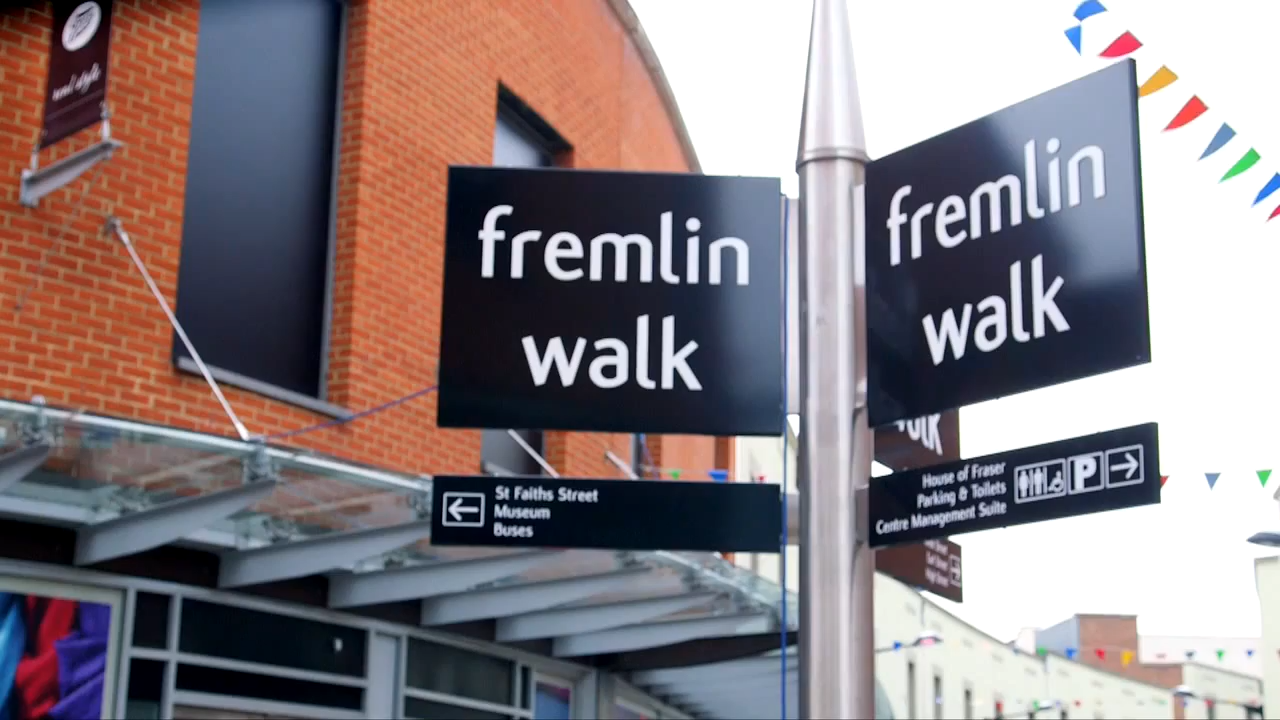 fremlin
walk
St Faiths Street
Museum
Buses
fremlin
walk
House of Fraser
Parking & Toilets
Centre Management Suite
P